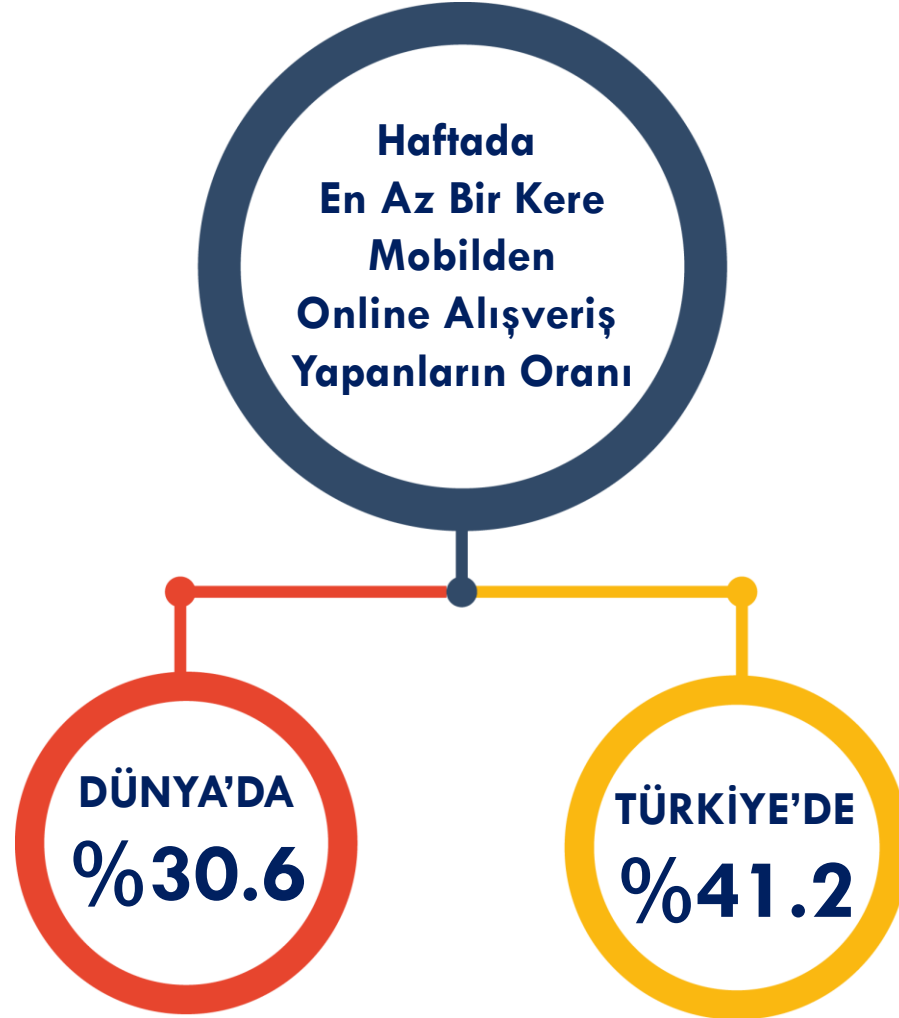 Haftada
En Az Bir Kere
Mobilden
Online Alışveriş
Yapanların Oranı
DÜNYA’DA
%30.6
TÜRKİYE’DE
%41.2